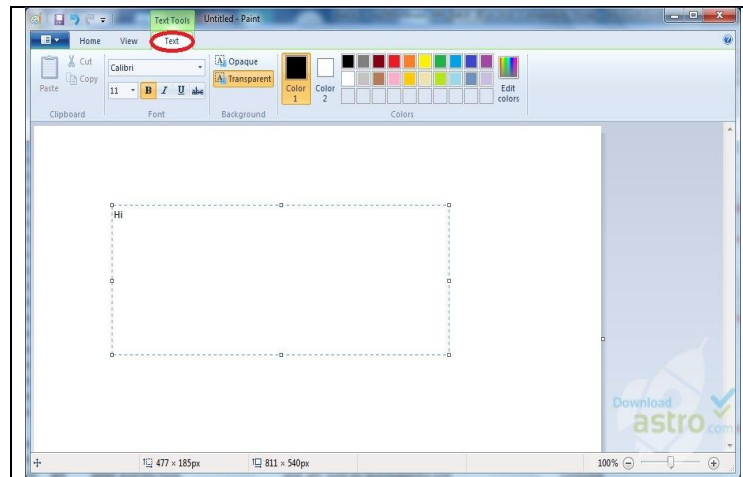 Text Tools
Untitled - Paint
Home
View
Text
Paste
Cut
Copy
Clipboard
Calibri
11
B I U abc
Font
Opaque
Transparent
Background
Color
1
Color
2
Edit
colors
Colors
Hi
Download
astro.com
477 × 185px
811 × 540px
100%